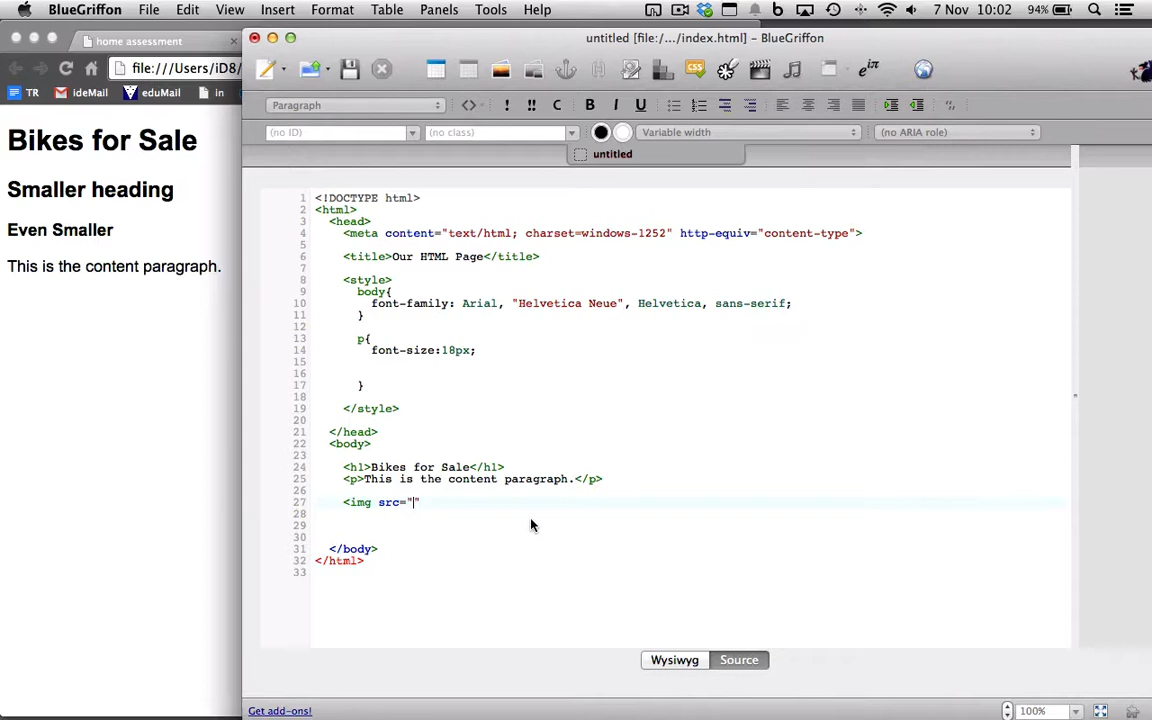 BlueGriffon File Edit View Insert Format Table Panels Tools Help 7 Nov 10:02 94%
home assessment
untitled [file:/.../index.html] – BlueGriffon
file:///Users/iD8/
TR ideMail eduMail in
Paragraph ! !! C B I U
(no ID) (no class) Variable width (no ARIA role)
untitled
Bikes for Sale
Smaller heading
Even Smaller
This is the content paragraph.
1 <!DOCTYPE html>
2 <html>
3 <head>
4 <meta content="text/html; charset=windows-1252" http-equiv="content-type">
5
6 <title>Our HTML Page</title>
7
8 <style>
9 body{
10 font-family: Arial, "Helvetica Neue", Helvetica, sans-serif;
11 }
12
13 p{
14 font-size:18px;
15
16
17 }
18
19 </style>
20
21 </head>
22 <body>
23
24 <h1>Bikes for Sale</h1>
25 <p>This is the content paragraph.</p>
26
27 <img src=""
28
29
30
31 </body>
32 </html>
33
Wysiwyg Source
Get add-ons! 100%